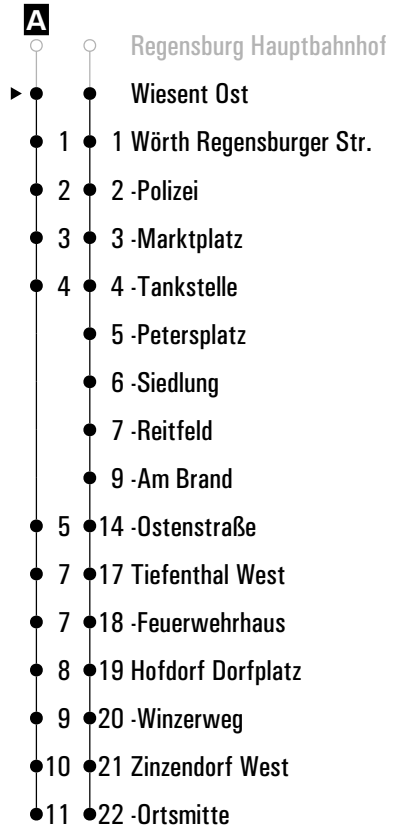 A
Regensburg Hauptbahnhof
Wiesent Ost
1 1 Wörth Regensburger Str.
2 2 -Polizei
3 3 -Marktplatz
4 4 -Tankstelle
5 -Petersplatz
6 -Siedlung
7 -Reitfeld
9 -Am Brand
5 14 -Ostenstraße
7 17 Tiefenthal West
7 18 -Feuerwehrhaus
8 19 Hofdorf Dorfplatz
9 20 -Winzerweg
10 21 Zinzendorf West
11 22 -Ortsmitte